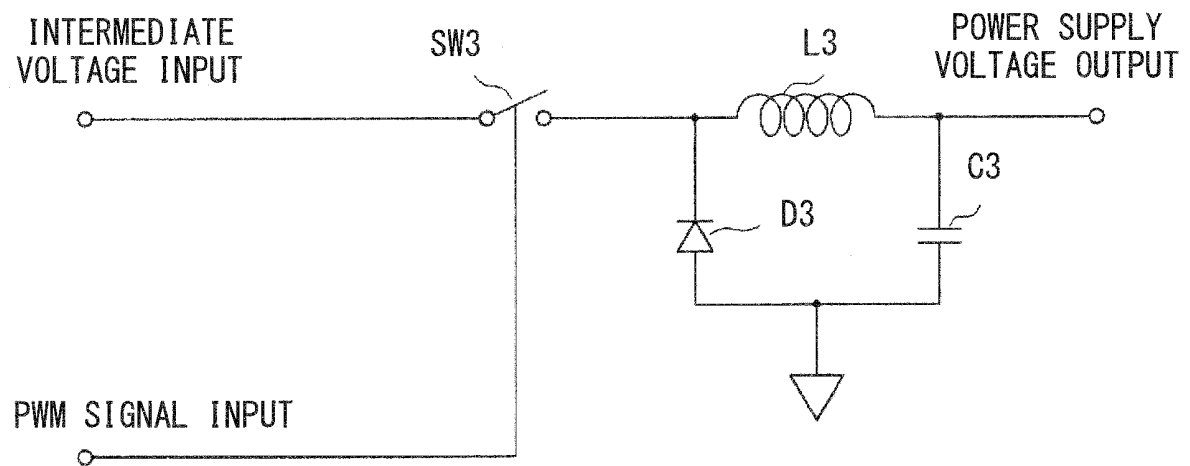 INTERMEDIATE
VOLTAGE INPUT
SW3
L3
POWER SUPPLY
VOLTAGE OUTPUT
C3
D3
PWM SIGNAL INPUT